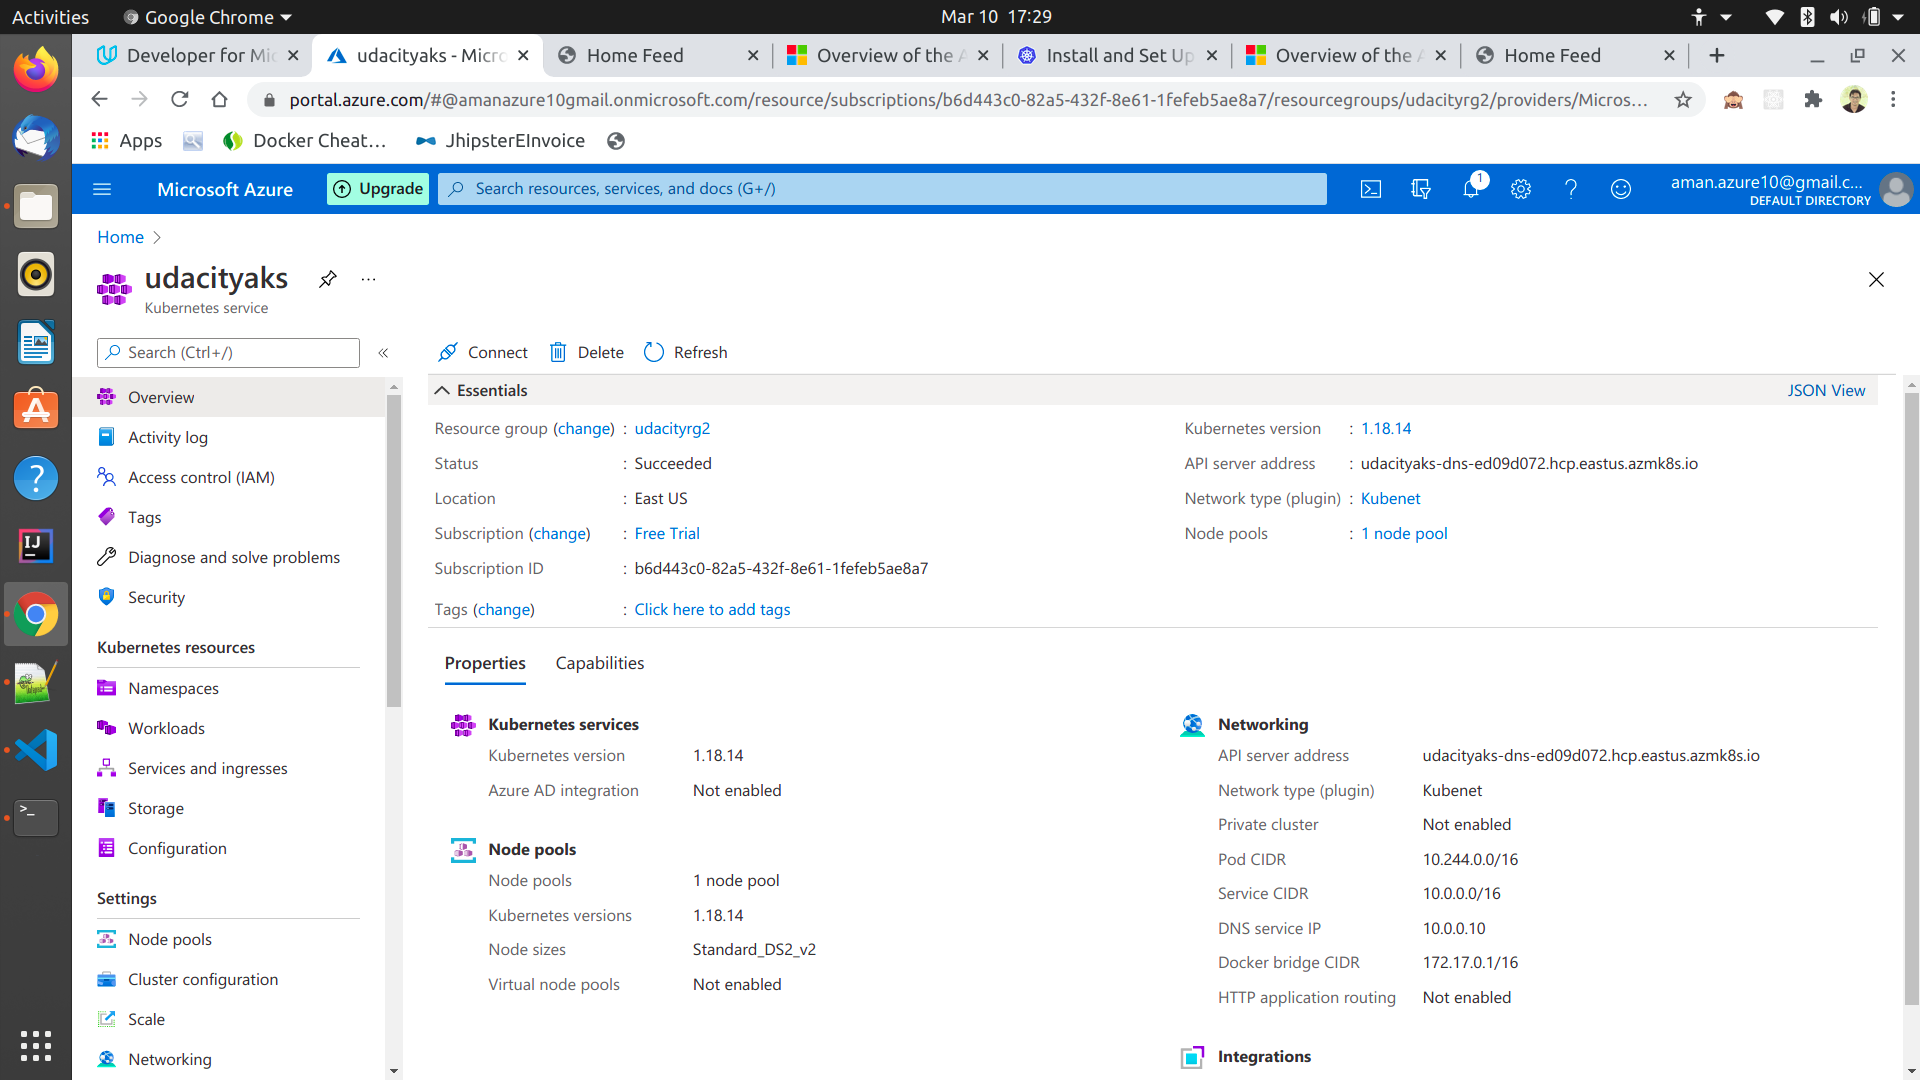 Activities Google Chrome Mar 10 17:29
Developer for Mic udacityaks - Micro Home Feed Overview of the A Install and Set Up Overview of the A Home Feed
portal.azure.com/#@amanazure10gmail.onmicrosoft.com/resource/subscriptions/b6d443c0-82a5-432f-8e61-1fefeb5ae8a7/resourcegroups/udacityrg2/providers/Micros...
Apps Docker Cheat... JhipsterEInvoice
Microsoft Azure Upgrade Search resources, services, and docs (G+/) 1 aman.azure10@gmail.c...
DEFAULT DIRECTORY
Home
udacityaks ...
Kubernetes service
Search (Ctrl+/) «
Connect Delete Refresh
Overview
Activity log
Access control (IAM)
Tags
Diagnose and solve problems
Security
Kubernetes resources
Namespaces
Workloads
Services and ingresses
Storage
Configuration
Settings
Node pools
Cluster configuration
Scale
Networking
Essentials JSON View
Resource group (change) : udacityrg2
Status : Succeeded
Location : East US
Subscription (change) : Free Trial
Subscription ID : b6d443c0-82a5-432f-8e61-1fefeb5ae8a7
Tags (change) : Click here to add tags
Kubernetes version : 1.18.14
API server address : udacityaks-dns-ed09d072.hcp.eastus.azmk8s.io
Network type (plugin) : Kubenet
Node pools : 1 node pool
Properties Capabilities
Kubernetes services
Kubernetes version 1.18.14
Azure AD integration Not enabled
Node pools
Node pools 1 node pool
Kubernetes versions 1.18.14
Node sizes Standard_DS2_v2
Virtual node pools Not enabled
Networking
API server address udacityaks-dns-ed09d072.hcp.eastus.azmk8s.io
Network type (plugin) Kubenet
Private cluster Not enabled
Pod CIDR 10.244.0.0/16
Service CIDR 10.0.0.0/16
DNS service IP 10.0.0.10
Docker bridge CIDR 172.17.0.1/16
HTTP application routing Not enabled
Integrations